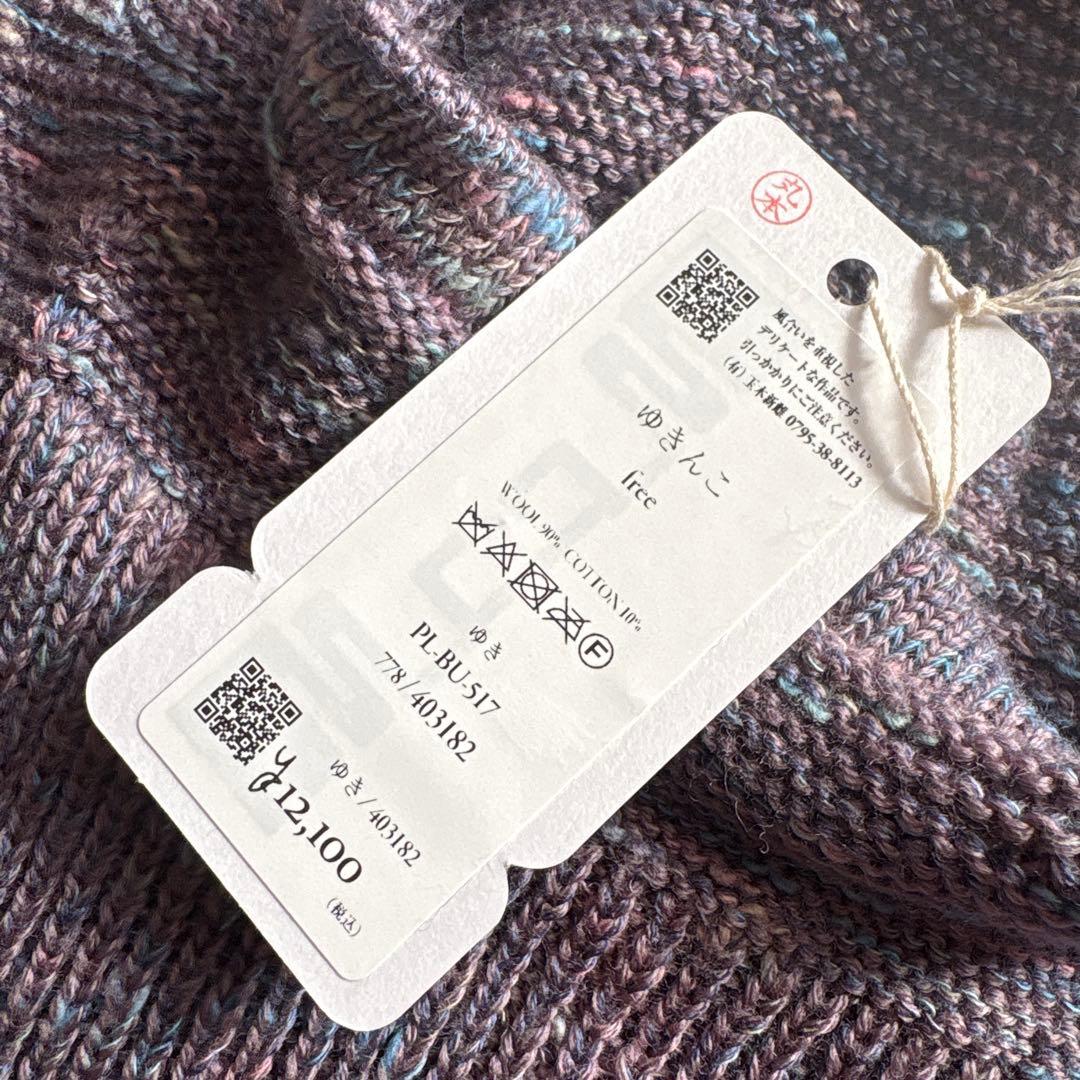 丸本
風合いを重視した
デリケートな作品です。
引っかかりにご注意ください。
(有) 玉木新雌 0795-38-8113
ゆきんこ
free
WOOL 90% COTTON 10%
F
ゆき
PL-BU-517
778/403182
ゆき/403182
¥12,100
(税込)